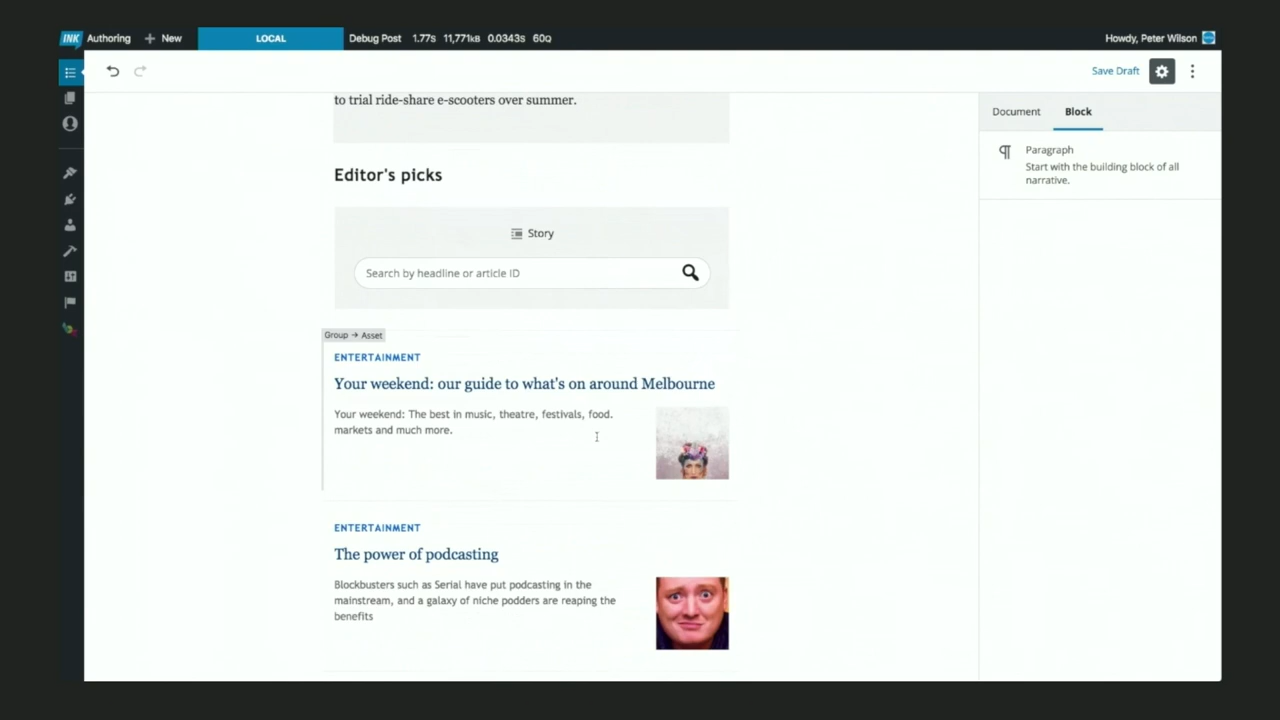 INK Authoring + New LOCAL Debug Post 1.77s 11,771kB 0.0343s 60Q Howdy, Peter Wilson
Save Draft
Document Block
Paragraph
Start with the building block of all
narrative.
to trial ride-share e-scooters over summer.
Editor's picks
Story
Search by headline or article ID
Group → Asset
ENTERTAINMENT
Your weekend: our guide to what's on around Melbourne
Your weekend: The best in music, theatre, festivals, food.
markets and much more.
ENTERTAINMENT
The power of podcasting
Blockbusters such as Serial have put podcasting in the
mainstream, and a galaxy of niche podders are reaping the
benefits